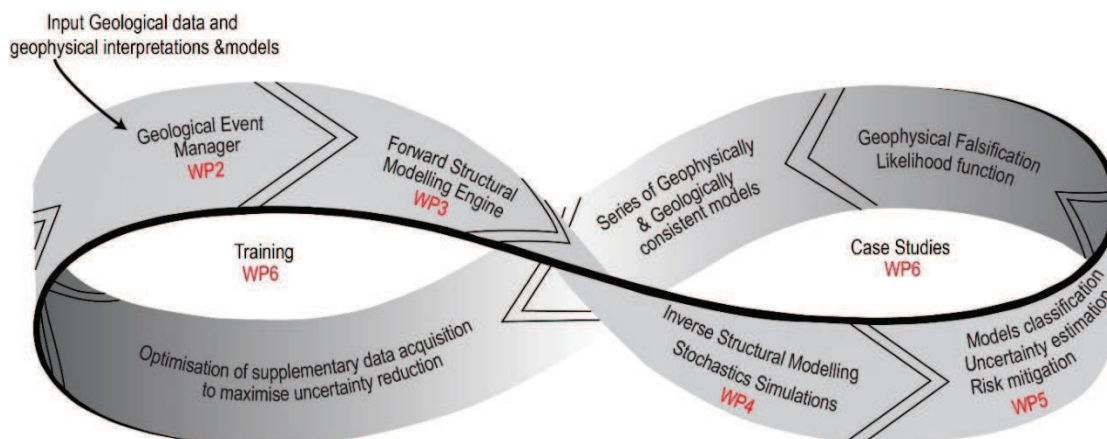 Input Geological data and
geophysical interpretations &models
Geological Event
Manager
WP2
Forward Structural
Modelling Engine
WP3
Series of Geophysically
& Geologically
consistent models
Geophysical Falsification
Likelihood function
Training
WP6
Case Studies
WP6
Optimisation of supplementary data acquisition
to maximise uncertainty reduction
Inverse Structural Modelling
Stochastics Simulations
WP4
Models classification
Uncertainty estimation
Risk mitigation
WP5